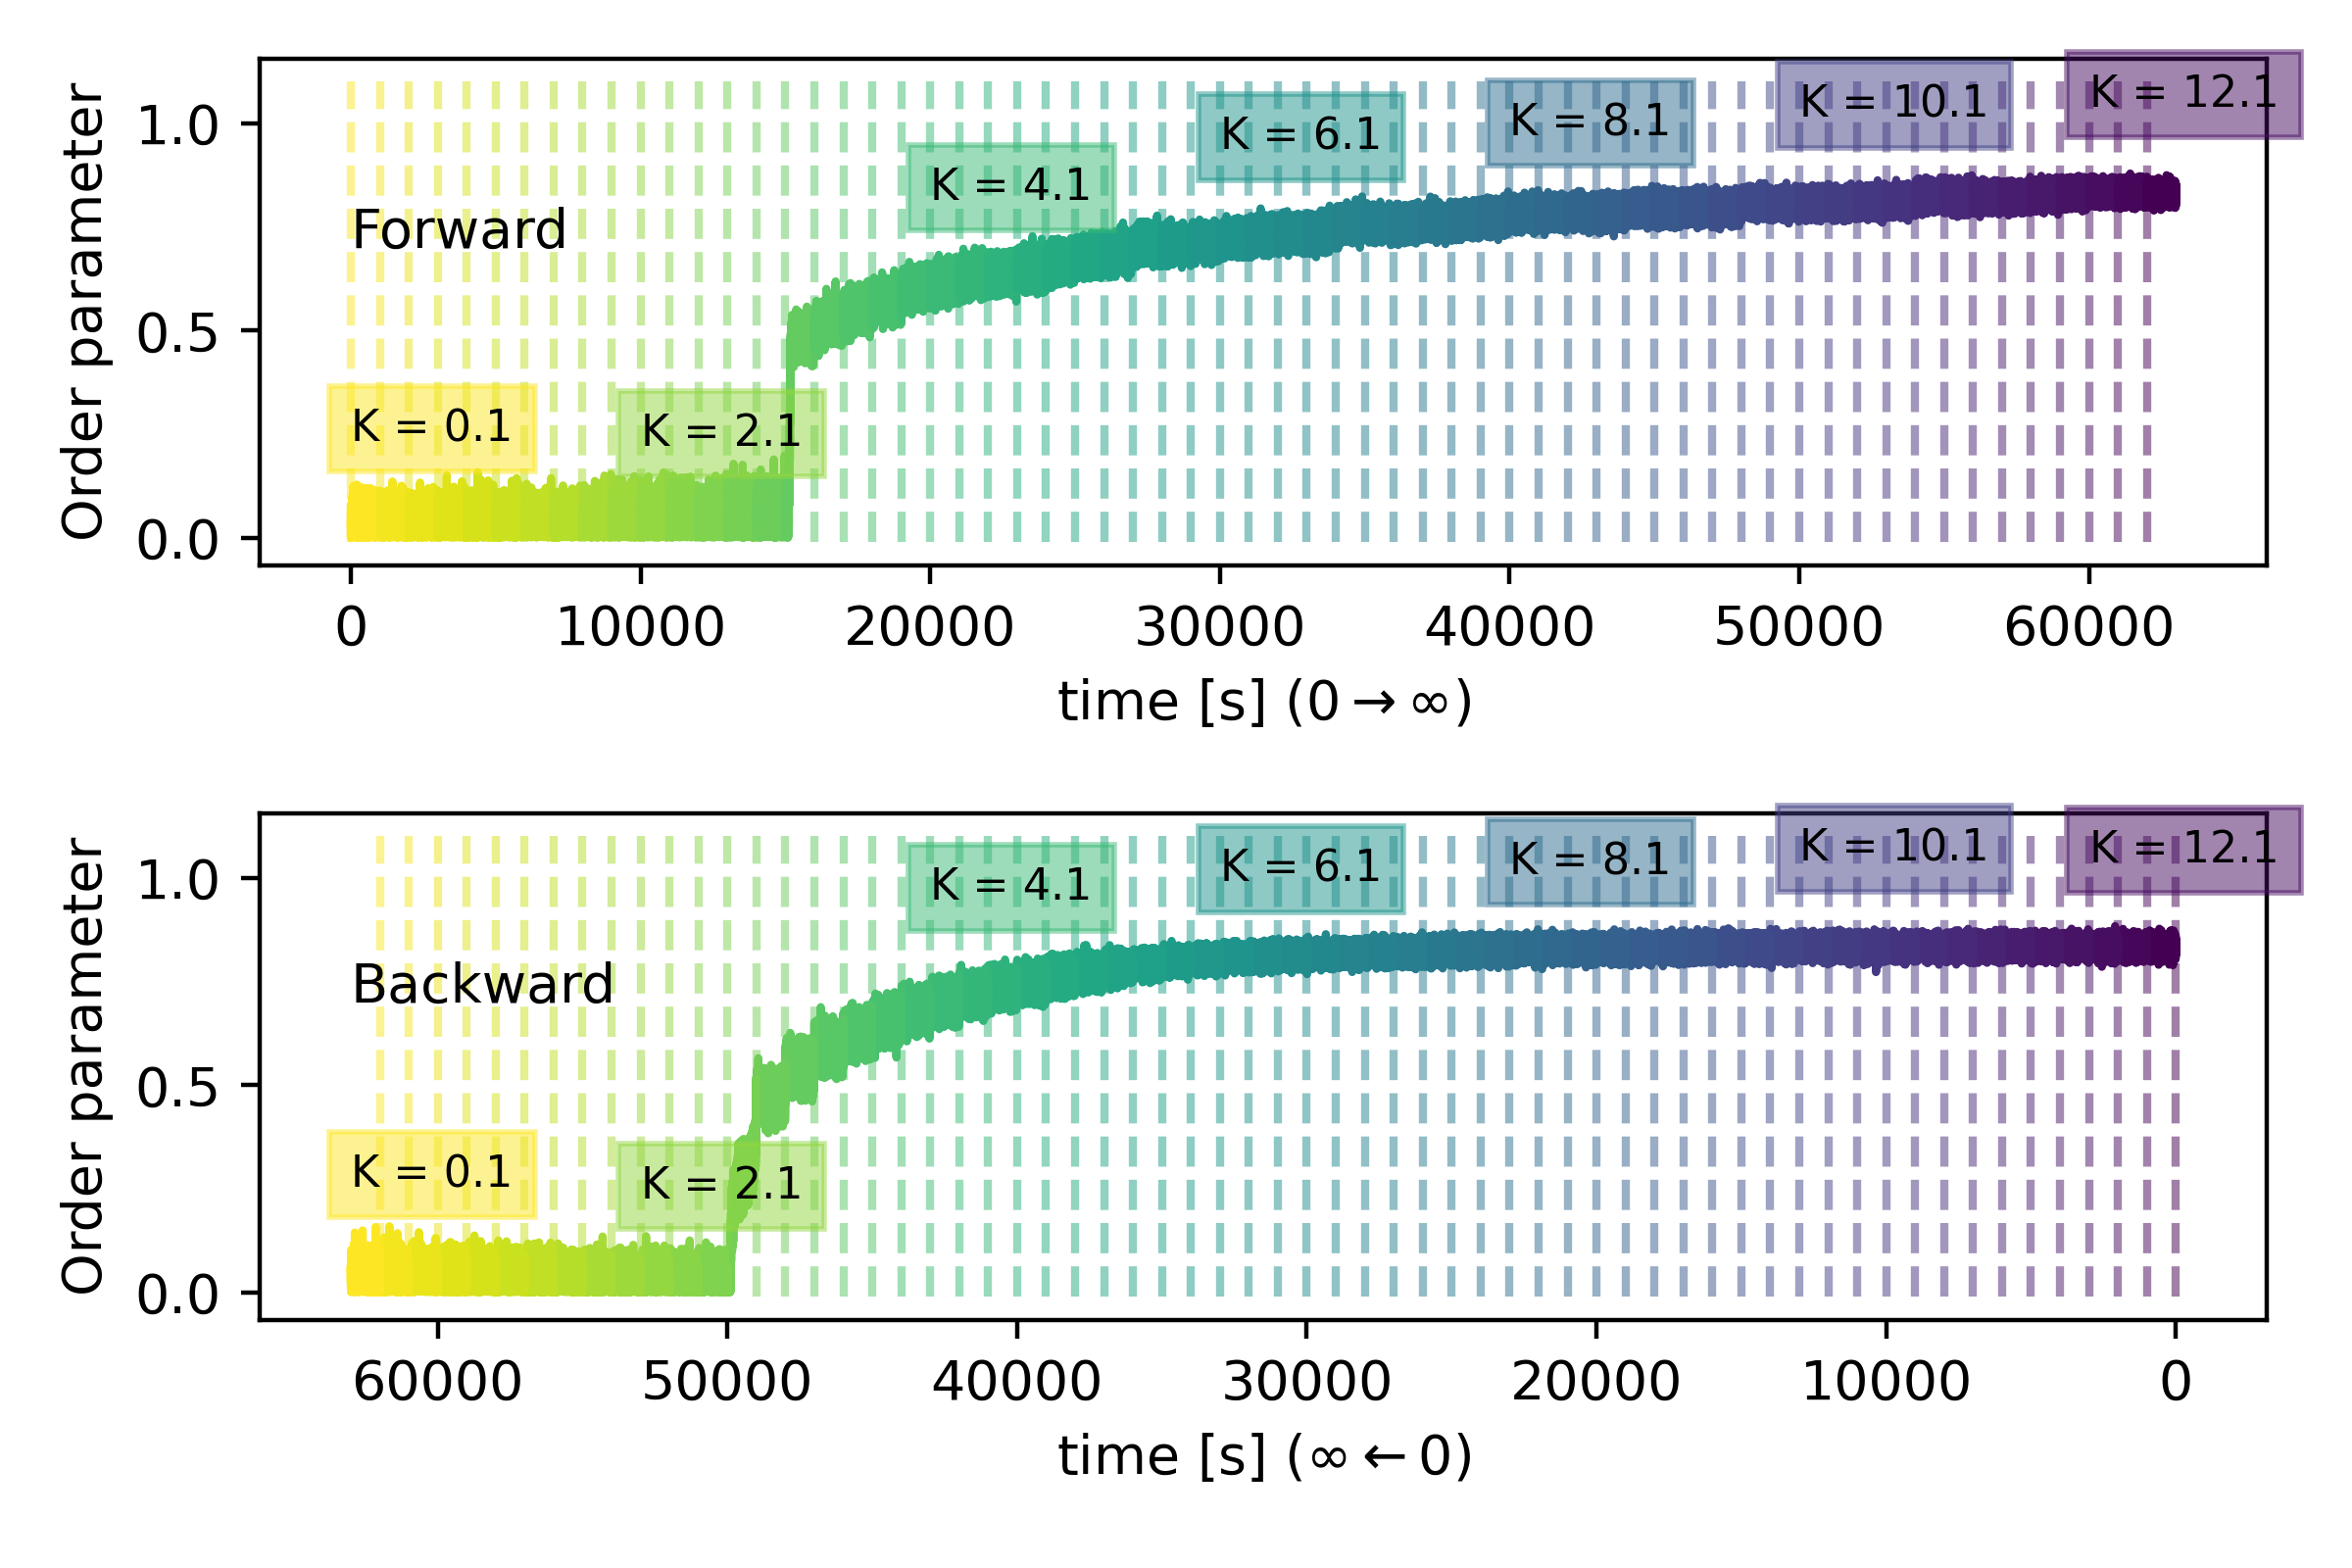 Order parameter
1.0
0.5
0.0
Forward
K = 0.1
K = 2.1
K = 4.1
K = 6.1
K = 8.1
K = 10.1
K = 12.1
0 10000 20000 30000 40000 50000 60000
time [s] (0 → ∞)
Order parameter
1.0
0.5
0.0
Backward
K = 0.1
K = 2.1
K = 4.1
K = 6.1
K = 8.1
K = 10.1
K = 12.1
60000 50000 40000 30000 20000 10000 0
time [s] (∞ ← 0)